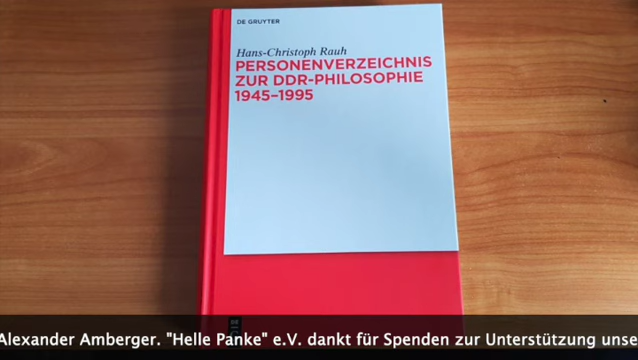 DE GRUYTER
Hans-Christoph Rauh
PERSONENVERZEICHNIS
ZUR DDR-PHILOSOPHIE
1945–1995
Alexander Amberger. "Helle Panke" e.V. dankt für Spenden zur Unterstützung unse